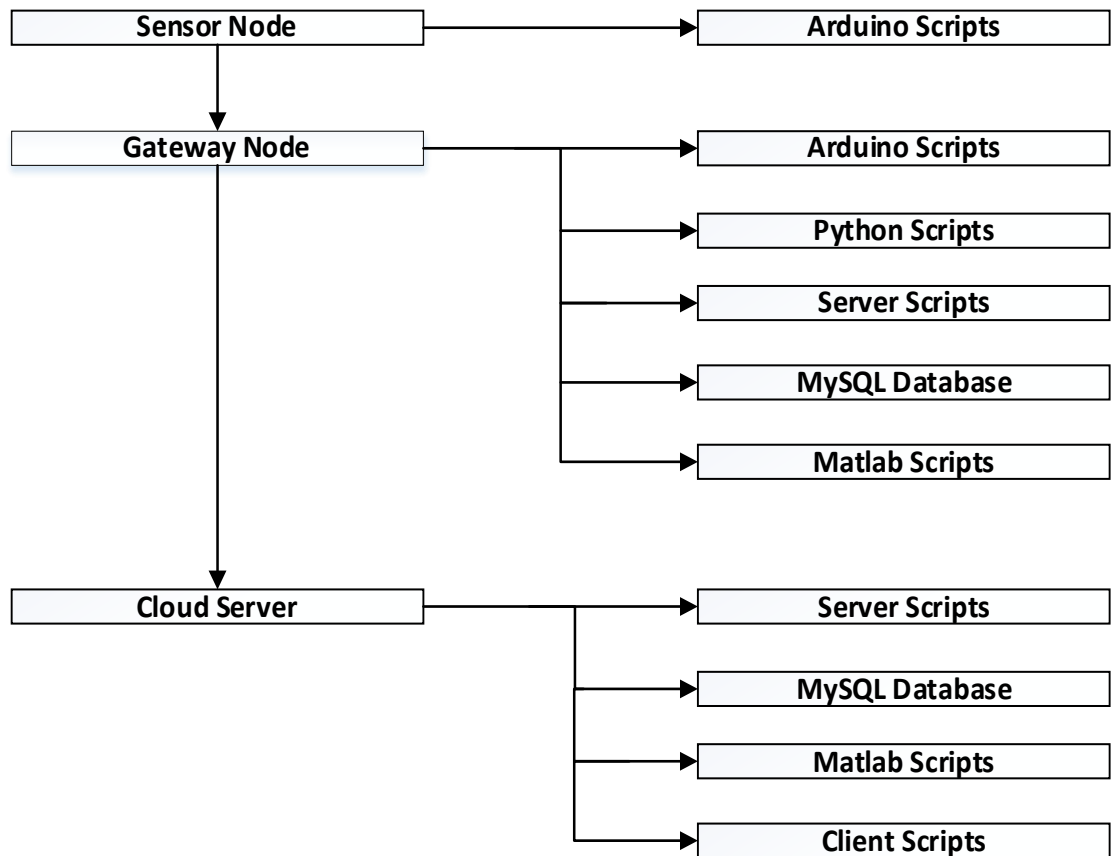 Sensor Node
Arduino Scripts
Gateway Node
Arduino Scripts
Python Scripts
Server Scripts
MySQL Database
Matlab Scripts
Cloud Server
Server Scripts
MySQL Database
Matlab Scripts
Client Scripts